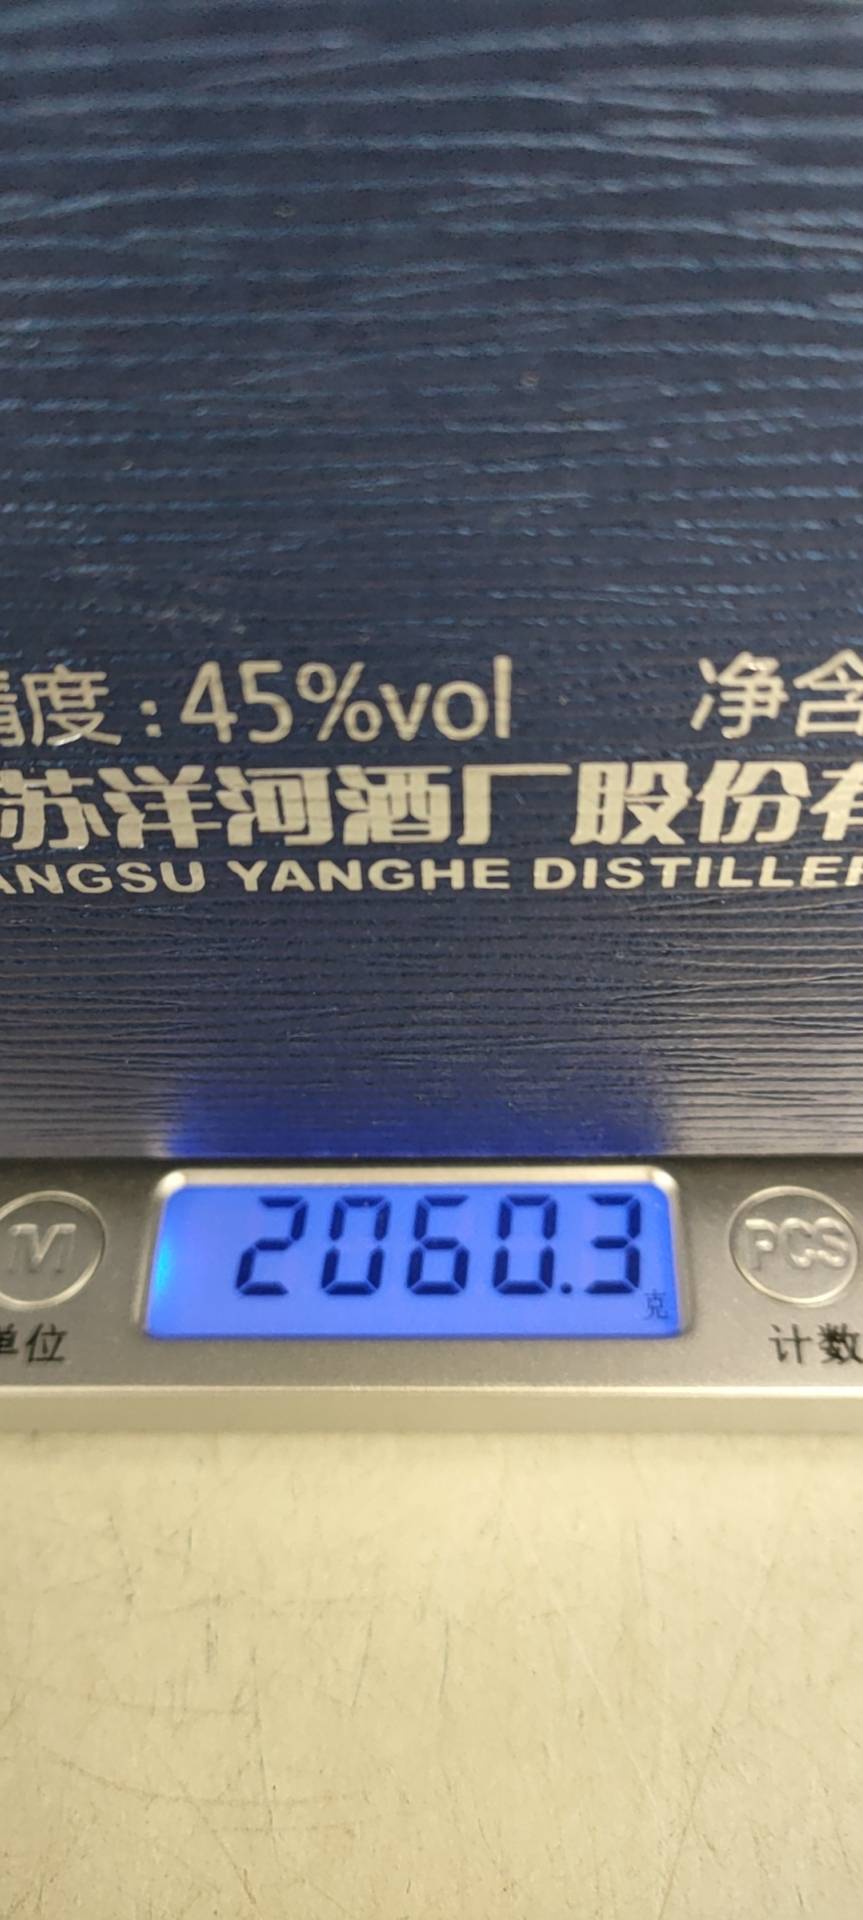 度:45%vol 净含
苏洋河酒厂股份有
ANGSU YANGHE DISTILLER
2060.3
克
M
PCS
单位
计数